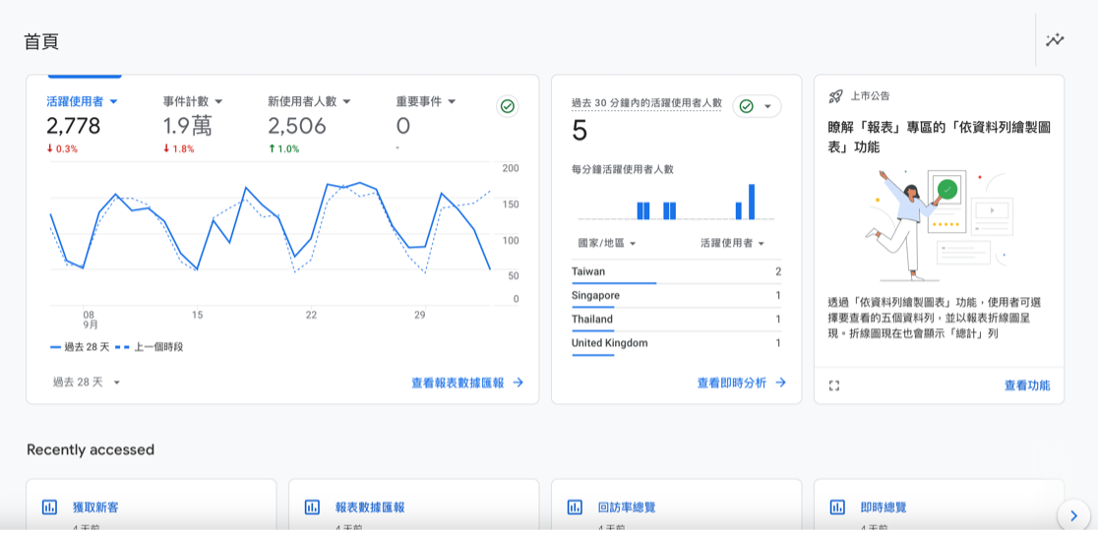 首頁
活躍使用者
2,778
0.3%
事件計數
1.9萬
1.8%
新使用者人數
2,506
1.0%
重要事件
0
-
200
150
100
50
0
08
9月
15
22
29
過去 28 天
上一個時段
過去 28 天
查看報表數據匯報
過去 30 分鐘內的活躍使用者人數
5
每分鐘活躍使用者人數
國家/地區 活躍使用者
Taiwan 2
Singapore 1
Thailand 1
United Kingdom 1
查看即時分析
上市公告
瞭解「報表」專區的「依資料列繪製圖
表」功能
透過「依資料列繪製圖表」功能，使用者可選
擇要查看的五個資料列，並以報表折線圖呈
現。折線圖現在也會顯示「總計」列
查看功能
Recently accessed
獲取新客
4 天前
報表數據匯報
4 天前
回訪率總覽
4 天前
即時總覽
4 天前